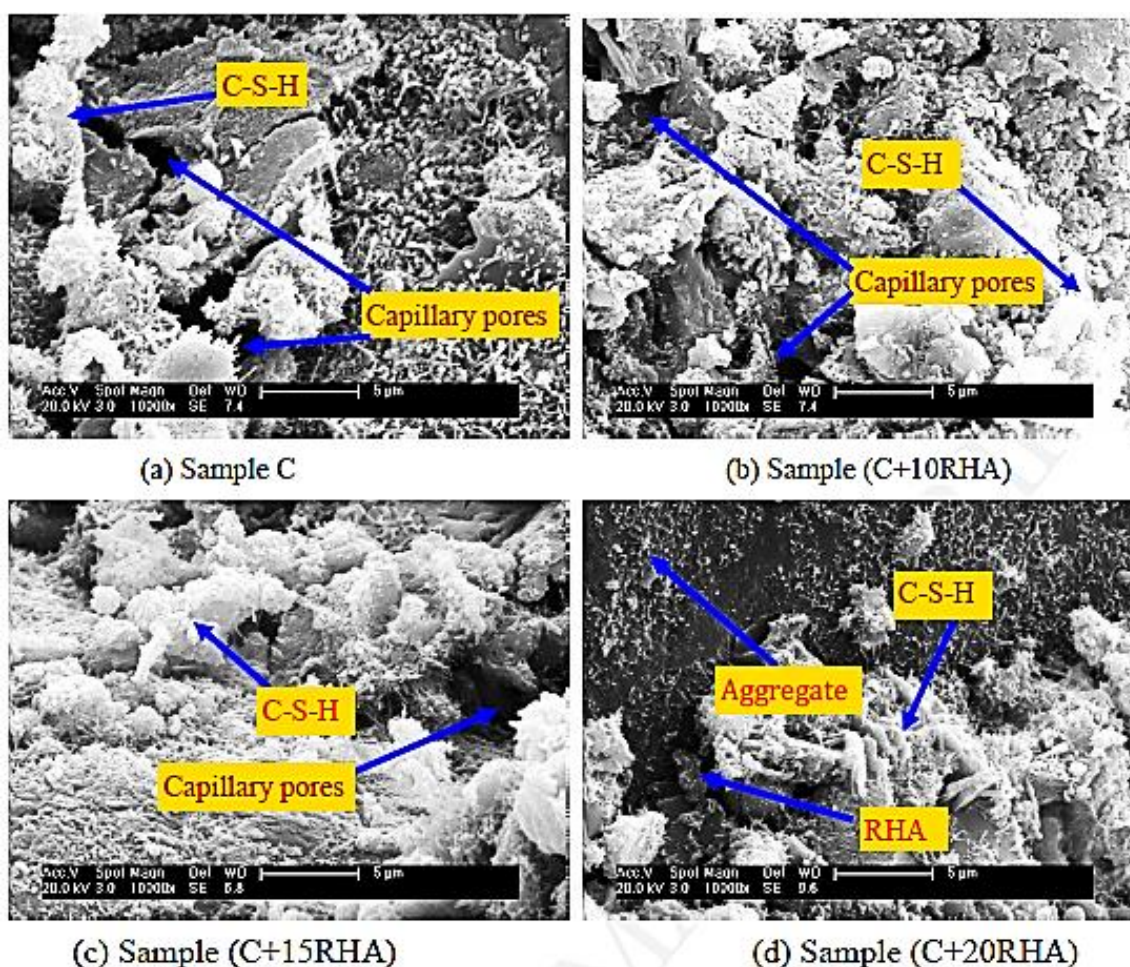 C-S-H
Capillary pores
Acc.V Spot Magn Det WD 5 µm
20.0 kV 3.0 10000x SE 7.4
(a) Sample C
C-S-H
Capillary pores
Acc.V Spot Magn Det WD 5 µm
20.0 kV 3.0 10000x SE 7.4
(b) Sample (C+10RHA)
C-S-H
Capillary pores
Acc.V Spot Magn Det WD 5 µm
20.0 kV 3.0 10000x SE 6.8
(c) Sample (C+15RHA)
C-S-H
Aggregate
RHA
Acc.V Spot Magn Det WD 5 µm
20.0 kV 3.0 10000x SE
(d) Sample (C+20RHA)